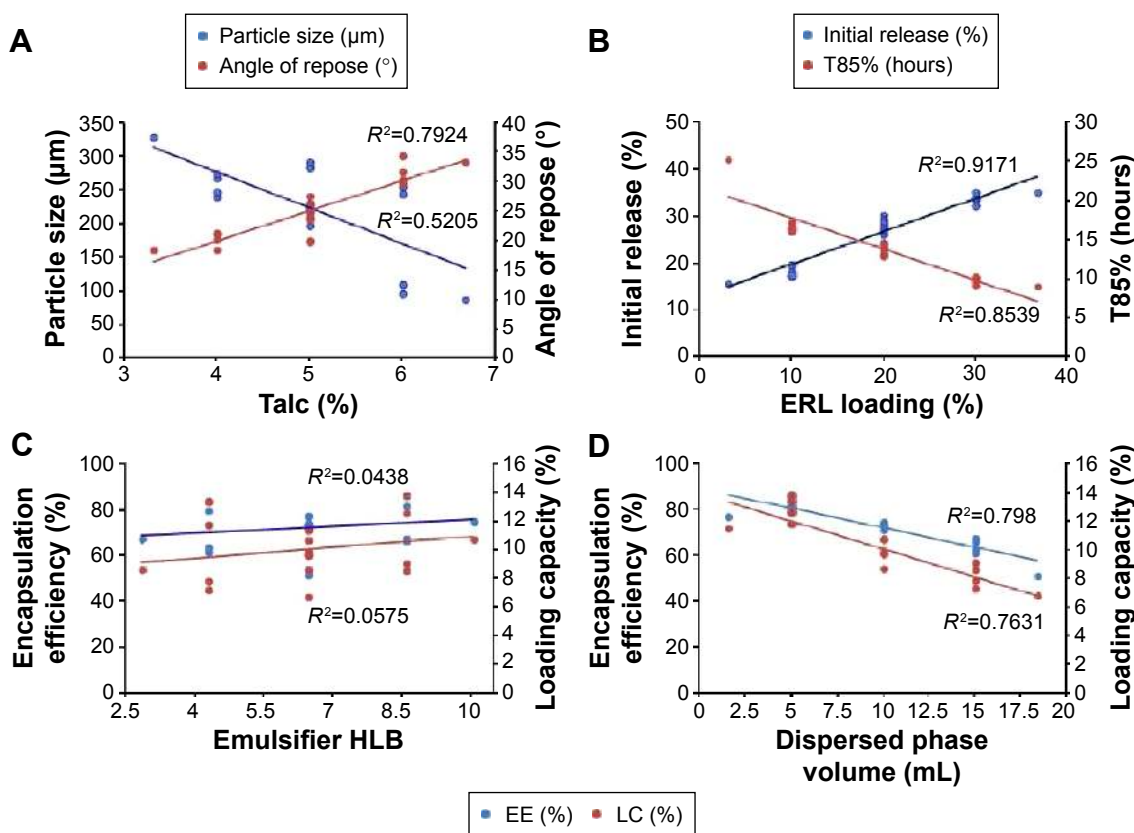 A
Particle size (µm)
Angle of repose (°)
Particle size (µm)
350
300
250
200
150
100
50
0
R²=0.7924
R²=0.5205
40
35
30
25
20
15
10
5
0
Angle of repose (°)
3
4
5
6
7
Talc (%)
B
Initial release (%)
T85% (hours)
Initial release (%)
50
40
30
20
10
0
R²=0.9171
R²=0.8539
30
25
20
15
10
5
0
T85% (hours)
0
10
20
30
40
ERL loading (%)
C
Encapsulation
efficiency (%)
100
80
60
40
20
0
R²=0.0438
R²=0.0575
16
14
12
10
8
6
4
2
0
Loading capacity (%)
2.5
4
5.5
7
8.5
10
Emulsifier HLB
D
Encapsulation
efficiency (%)
100
80
60
40
20
0
R²=0.798
R²=0.7631
16
14
12
10
8
6
4
2
0
Loading capacity (%)
0
2.5
5
7.5
10
12.5
15
17.5
20
Dispersed phase
volume (mL)
EE (%)
LC (%)